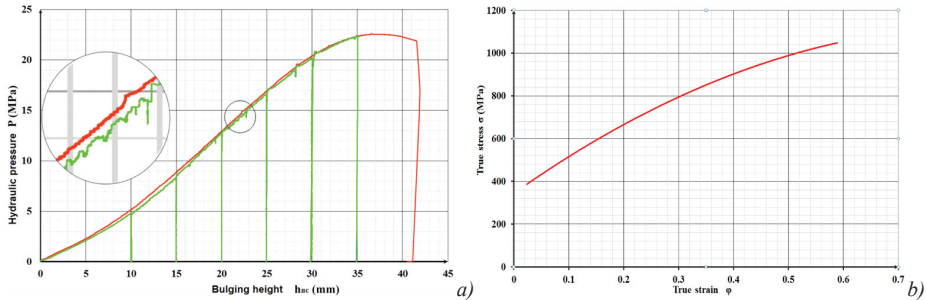 25
20
15
10
5
0
Hydraulic pressure P (MPa)
0 5 10 15 20 25 30 35 40 45
Bulging height hBC (mm)
a)
1200
1000
800
600
400
200
0
True stress σ (MPa)
0 0.1 0.2 0.3 0.4 0.5 0.6 0.7
True strain φ
b)